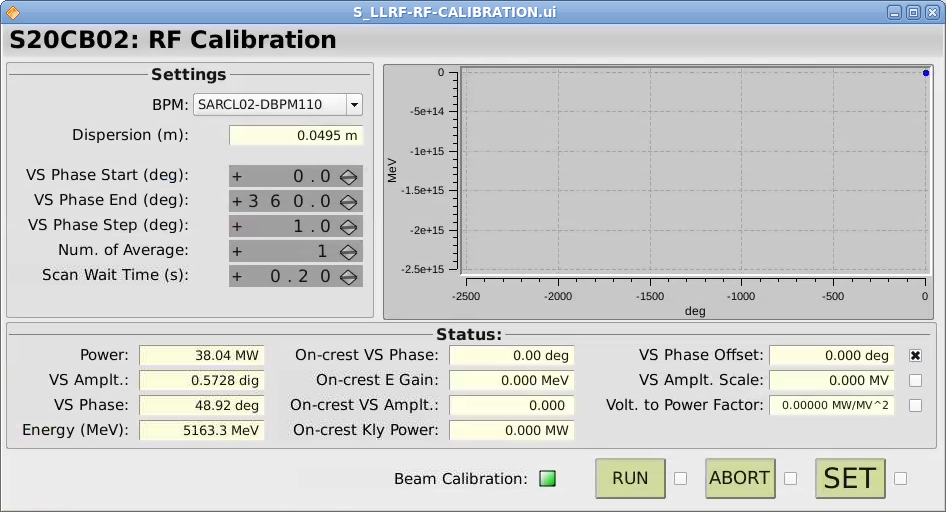 S_LLRF-RF-CALIBRATION.ui
S20CB02: RF Calibration
Settings
BPM: SARCL02-DBPM110
Dispersion (m): 0.0495 m
VS Phase Start (deg): + 0.0
VS Phase End (deg): +360.0
VS Phase Step (deg): + 1.0
Num. of Average: + 1
Scan Wait Time (s): + 0.20
MeV
0
-5e+14
-1e+15
-1.5e+15
-2e+15
-2.5e+15
-2500 -2000 -1500 -1000 -500 0
deg
Status:
Power: 38.04 MW On-crest VS Phase: 0.00 deg VS Phase Offset: 0.000 deg
VS Amplt.: 0.5728 dig On-crest E Gain: 0.000 MeV VS Amplt. Scale: 0.000 MV
VS Phase: 48.92 deg On-crest VS Amplt.: 0.000 Volt. to Power Factor: 0.00000 MW/MV^2
Energy (MeV): 5163.3 MeV On-crest Kly Power: 0.000 MW
Beam Calibration: RUN ABORT SET